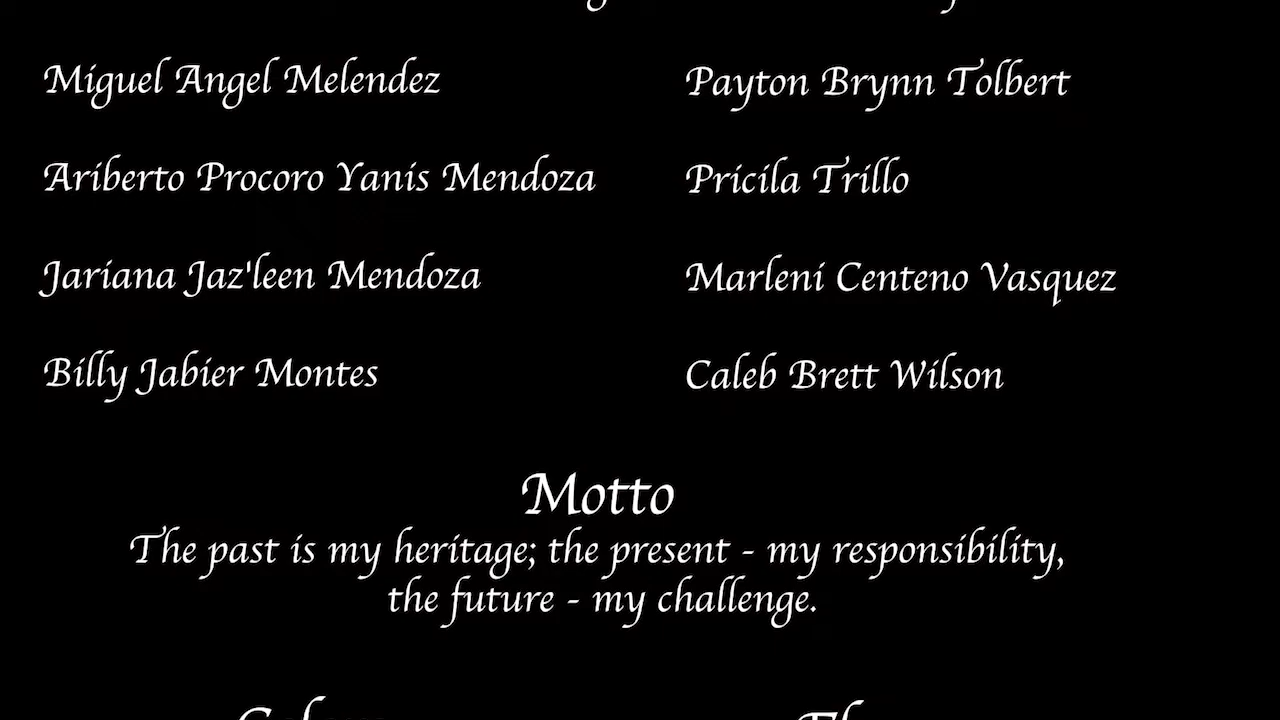 Miguel Angel Melendez
Payton Brynn Tolbert
Ariberto Procoro Yanis Mendoza
Pricila Trillo
Jariana Jaz'leen Mendoza
Marleni Centeno Vasquez
Billy Jabier Montes
Caleb Brett Wilson
Motto
The past is my heritage; the present - my responsibility,
the future - my challenge.